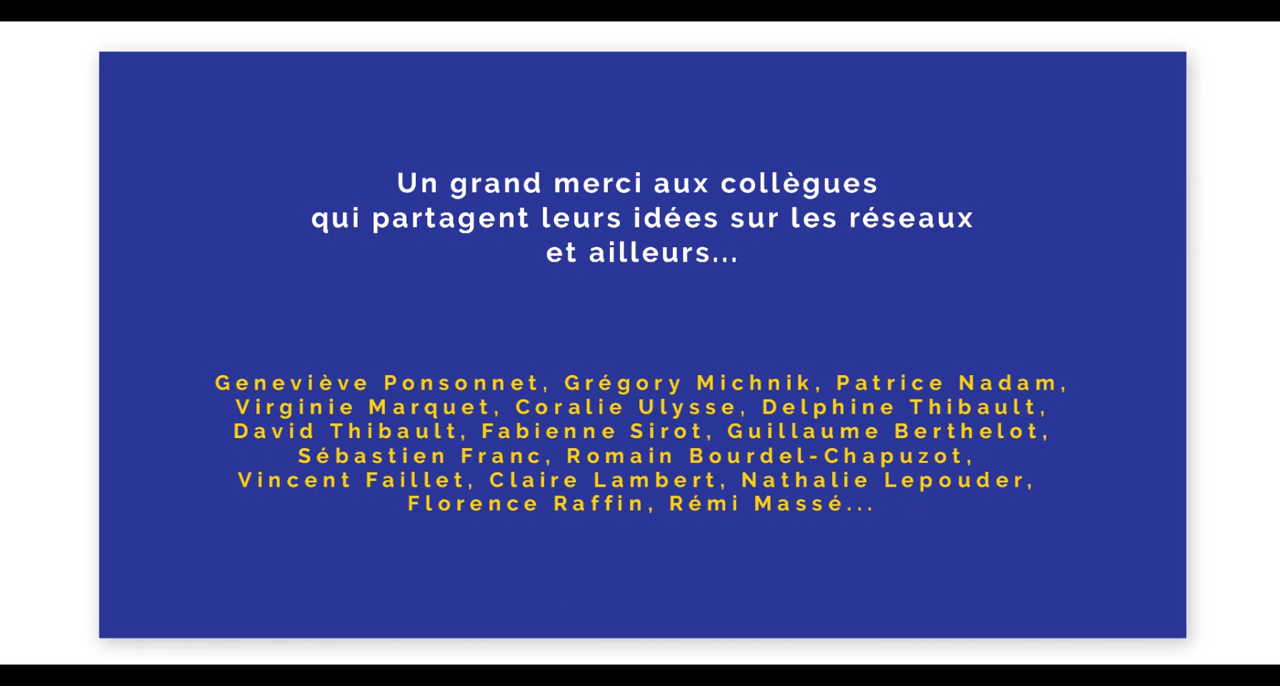 Un grand merci aux collègues
qui partagent leurs idées sur les réseaux
et ailleurs...
Geneviève Ponsonnet, Grégory Michnik, Patrice Nadam,
Virginie Marquet, Coralie Ulysse, Delphine Thibault,
David Thibault, Fabienne Sirot, Guillaume Berthelot,
Sébastien Franc, Romain Bourdel-Chapuzot,
Vincent Faillet, Claire Lambert, Nathalie Lepouder,
Florence Raffin, Rémi Massé...